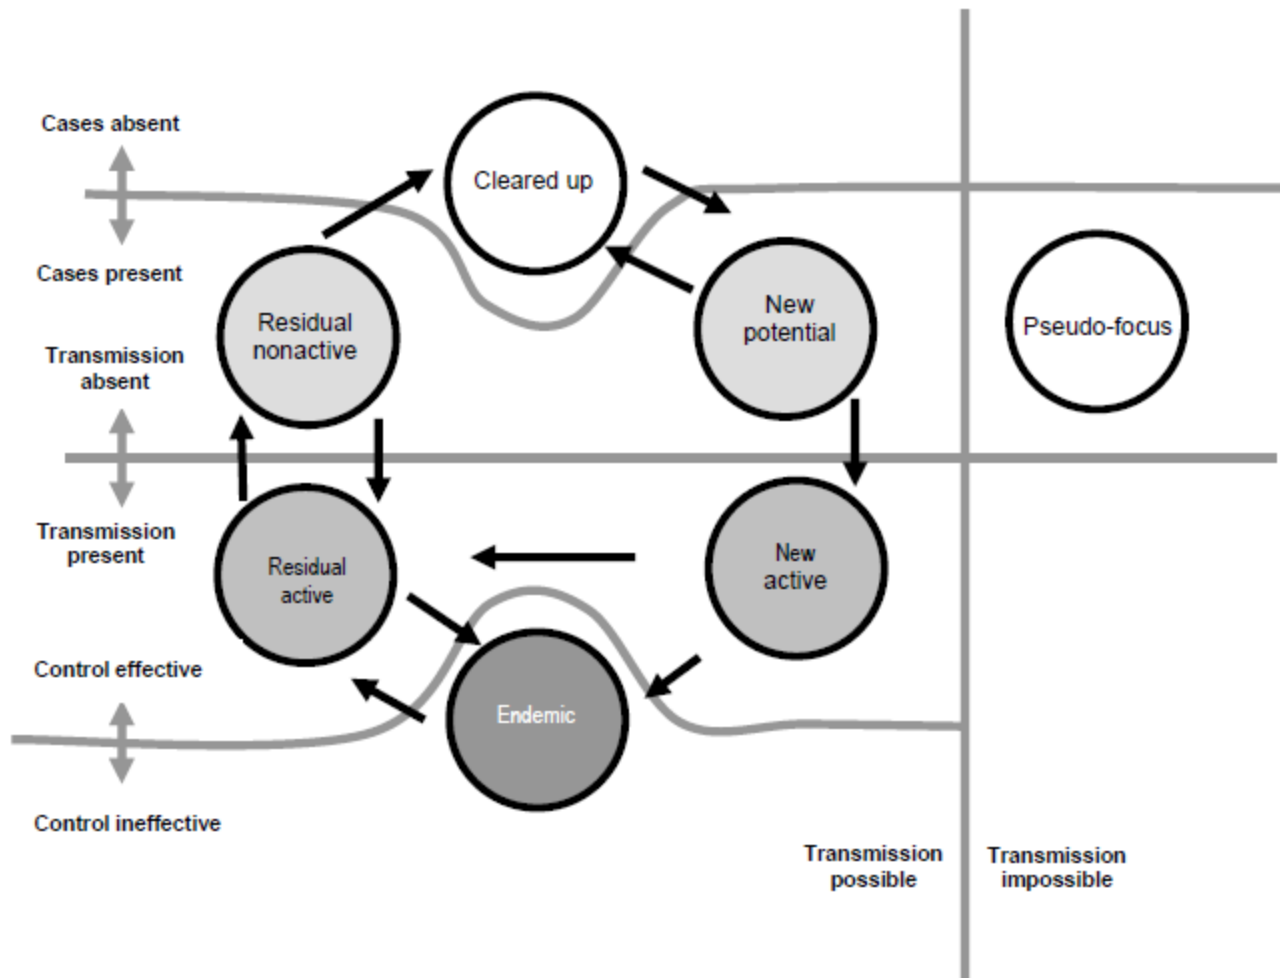 Cases absent
Cleared up
Cases present
Residual
nonactive
New
potential
Pseudo-focus
Transmission
absent
Transmission
present
Residual
active
New
active
Control effective
Endemic
Control ineffective
Transmission
possible
Transmission
impossible